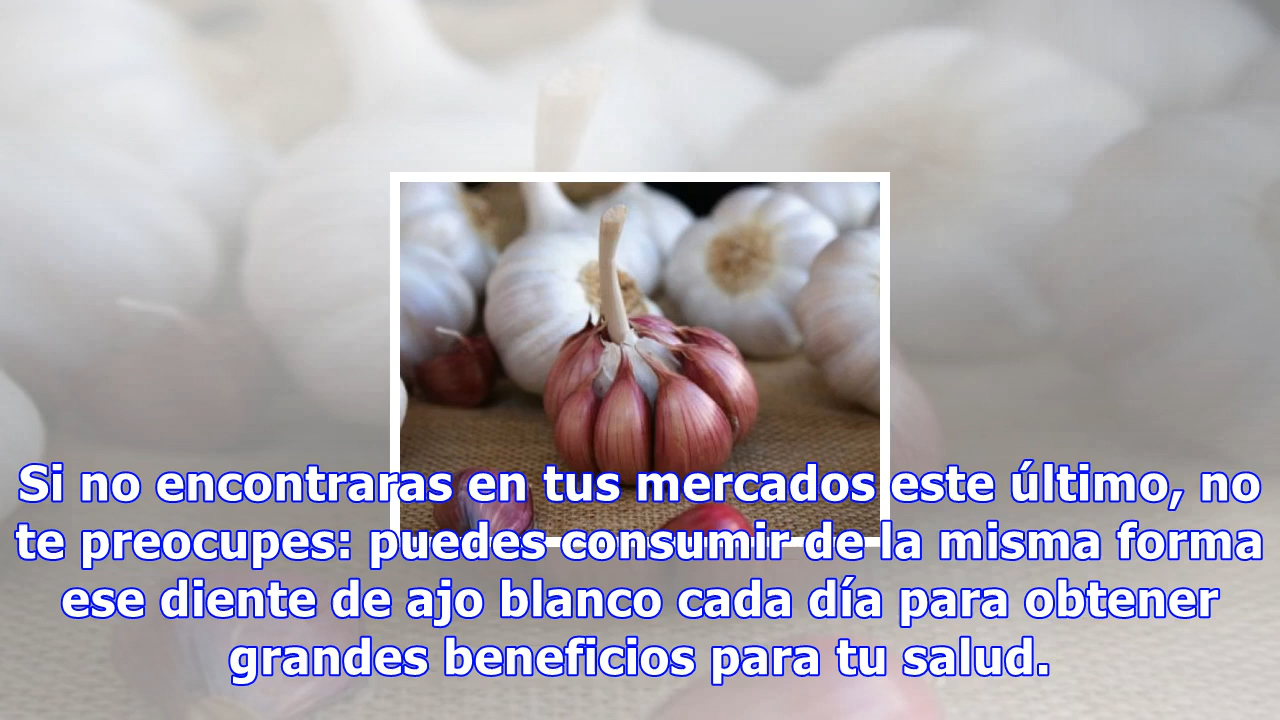 Si no encontraras en tus mercados este último, no
te preocupes: puedes consumir de la misma forma
ese diente de ajo blanco cada día para obtener
grandes beneficios para tu salud.